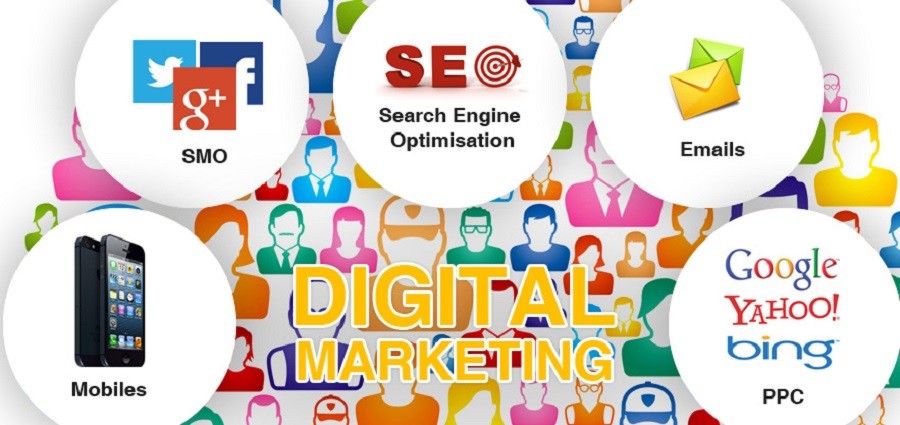 f
g+
SMO
SEO
Search Engine
Optimisation
Emails
Mobiles
DIGITAL
MARKETING
Google
YAHOO!
bing
PPC